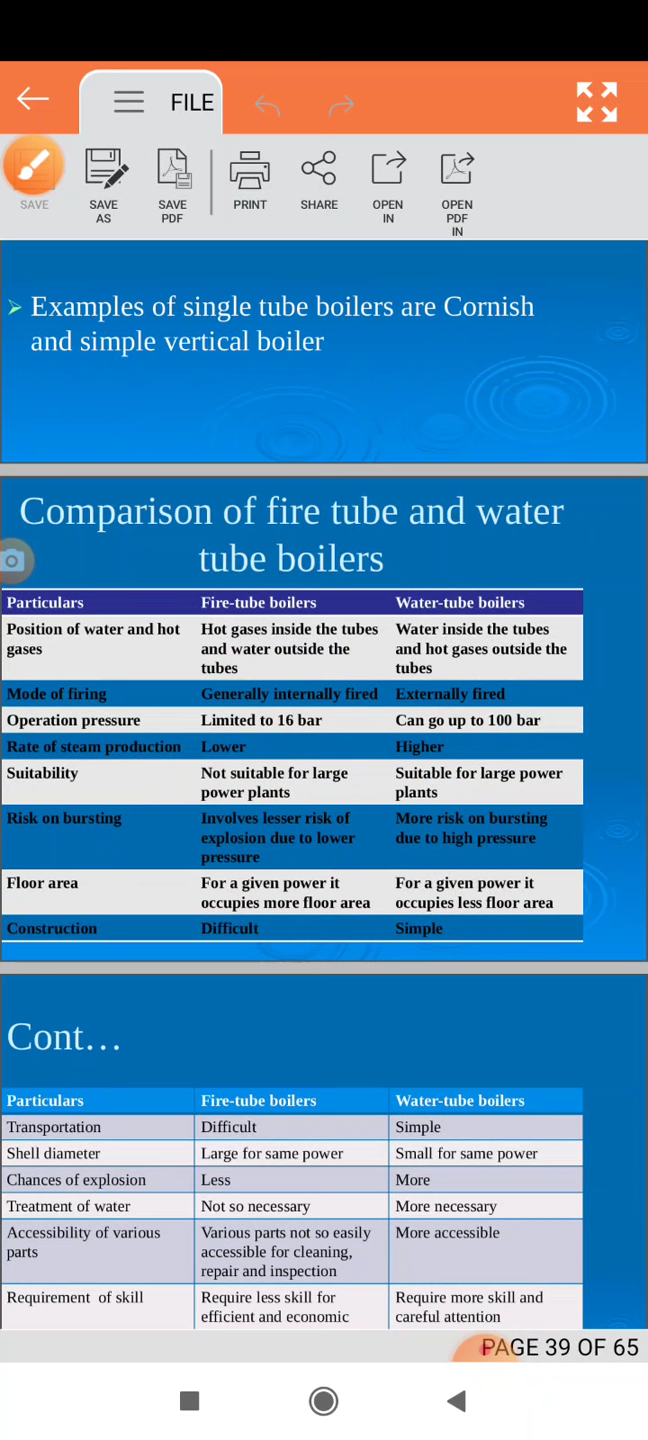 FILE
SAVE
SAVE
AS
SAVE
PDF
PRINT
SHARE
OPEN
IN
OPEN
PDF
IN
Examples of single tube boilers are Cornish
and simple vertical boiler
Comparison of fire tube and water
tube boilers
Particulars Fire-tube boilers Water-tube boilers
Position of water and hot Hot gases inside the tubes Water inside the tubes
gases and water outside the and hot gases outside the
tubes tubes
Mode of firing Generally internally fired Externally fired
Operation pressure Limited to 16 bar Can go up to 100 bar
Rate of steam production Lower Higher
Suitability Not suitable for large Suitable for large power
power plants plants
Risk on bursting Involves lesser risk of More risk on bursting
explosion due to lower due to high pressure
pressure
Floor area For a given power it For a given power it
occupies more floor area occupies less floor area
Construction Difficult Simple
Cont…
Particulars Fire-tube boilers Water-tube boilers
Transportation Difficult Simple
Shell diameter Large for same power Small for same power
Chances of explosion Less More
Treatment of water Not so necessary More necessary
Accessibility of various Various parts not so easily More accessible
parts accessible for cleaning,
repair and inspection
Requirement of skill Require less skill for Require more skill and
efficient and economic careful attention
PAGE 39 OF 65